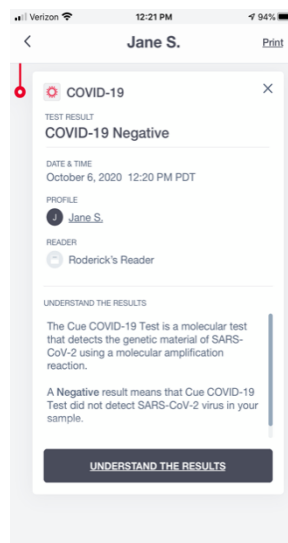 Verizon 12:21 PM 94%
Jane S. Print
COVID-19
TEST RESULT
COVID-19 Negative
DATE & TIME
October 6, 2020 12:20 PM PDT
PROFILE
J Jane S.
READER
Roderick's Reader
UNDERSTAND THE RESULTS
The Cue COVID-19 Test is a molecular test
that detects the genetic material of SARS-
CoV-2 using a molecular amplification
reaction.
A Negative result means that Cue COVID-19
Test did not detect SARS-CoV-2 virus in your
sample.
UNDERSTAND THE RESULTS